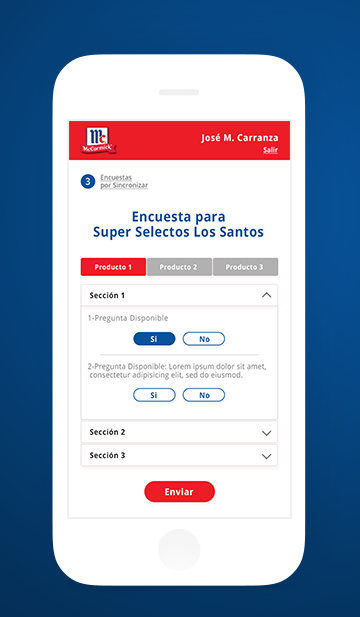 Mc
McCormick
José M. Carranza
Salir
3
Encuestas
por Sincronizar
Encuesta para
Super Selectos Los Santos
Producto 1
Producto 2
Producto 3
Sección 1
1-Pregunta Disponible
Si
No
2-Pregunta Disponible: Lorem ipsum dolor sit amet,
consectetur adipisicing elit, sed do eiusmod.
Si
No
Sección 2
Sección 3
Enviar